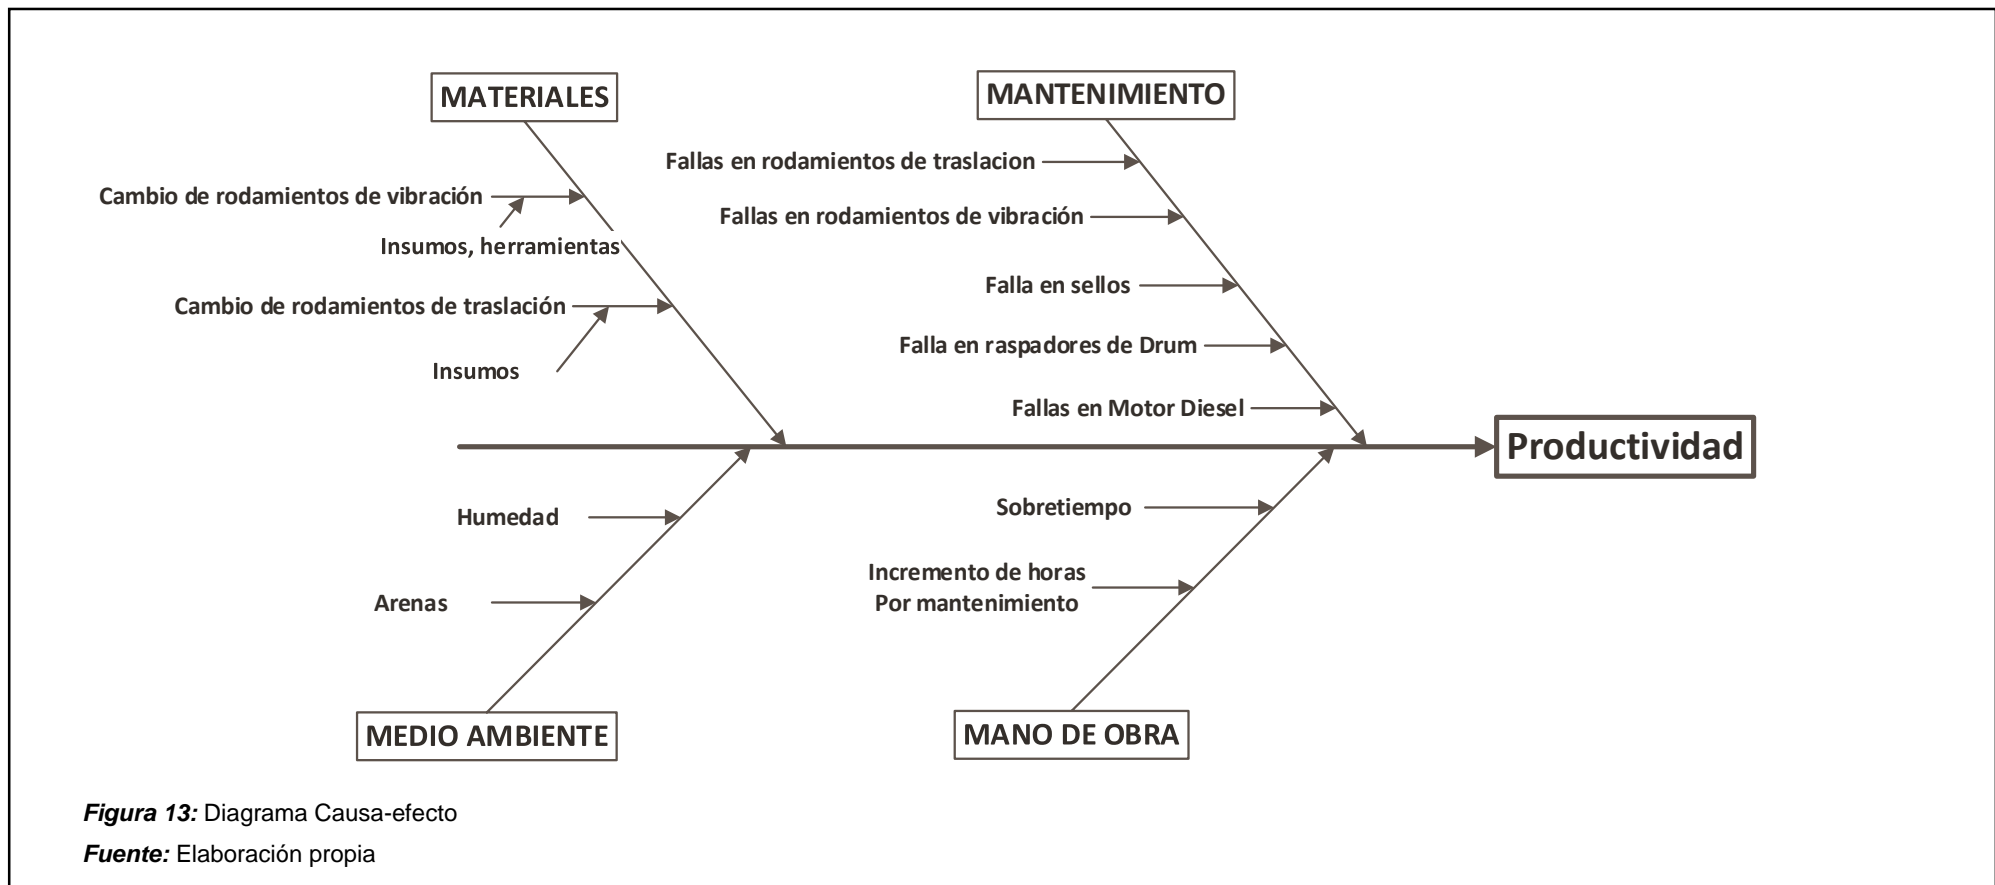 MATERIALES
MANTENIMIENTO
Fallas en rodamientos de traslacion
Cambio de rodamientos de vibración
Fallas en rodamientos de vibración
Insumos, herramientas
Falla en sellos
Cambio de rodamientos de traslación
Falla en raspadores de Drum
Insumos
Fallas en Motor Diesel
Productividad
Humedad
Sobretiempo
Incremento de horas
Por mantenimiento
Arenas
MEDIO AMBIENTE
MANO DE OBRA
Figura 13: Diagrama Causa-efecto
Fuente: Elaboración propia